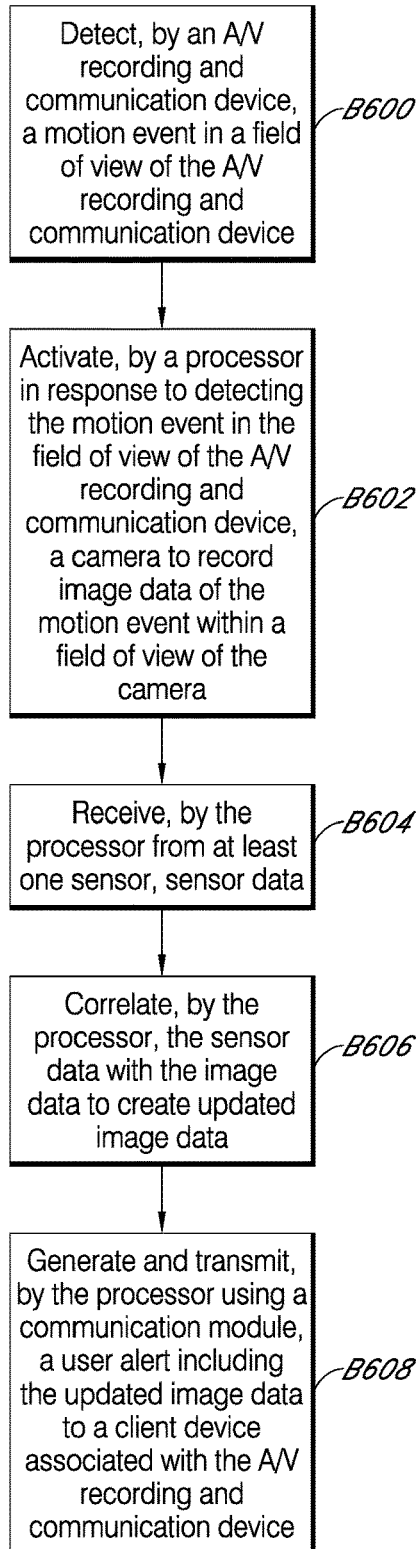 Detect, by an A/V
recording and
communication device,
a motion event in a field
of view of the A/V
recording and
communication device
B600
Activate, by a processor
in response to detecting
the motion event in the
field of view of the A/V
recording and
communication device,
a camera to record
image data of the
motion event within a
field of view of the
camera
B602
Receive, by the
processor from at least
one sensor, sensor data
B604
Correlate, by the
processor, the sensor
data with the image
data to create updated
image data
B606
Generate and transmit,
by the processor using a
communication module,
a user alert including
the updated image data
to a client device
associated with the A/V
recording and
communication device
B608